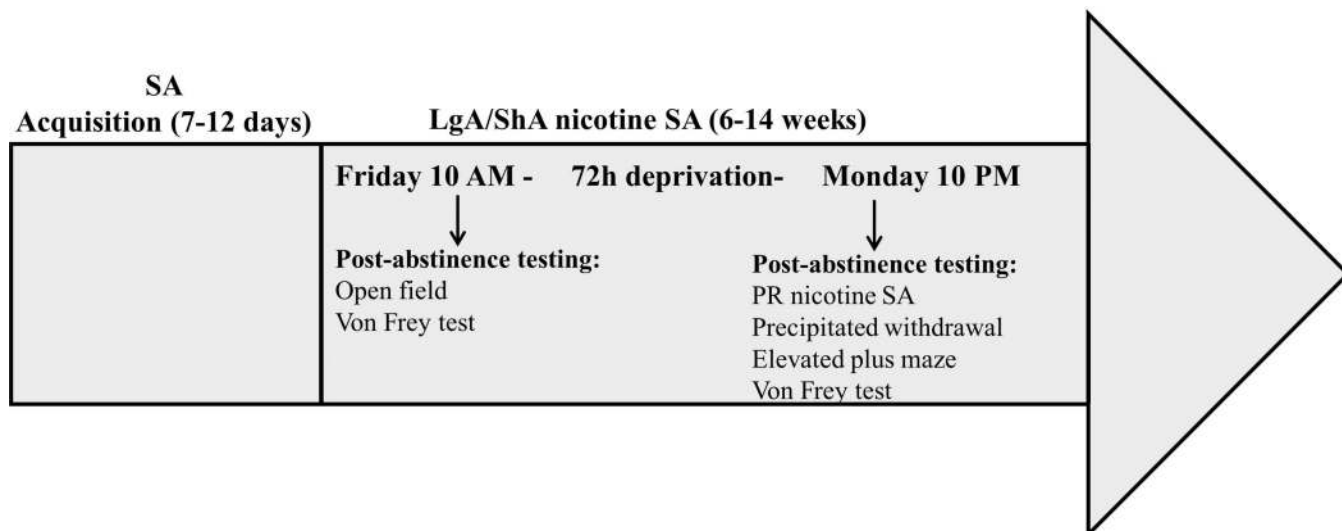 SA
Acquisition (7-12 days)
LgA/ShA nicotine SA (6-14 weeks)
Friday 10 AM - 72h deprivation- Monday 10 PM
Post-abstinence testing:
Open field
Von Frey test
Post-abstinence testing:
PR nicotine SA
Precipitated withdrawal
Elevated plus maze
Von Frey test